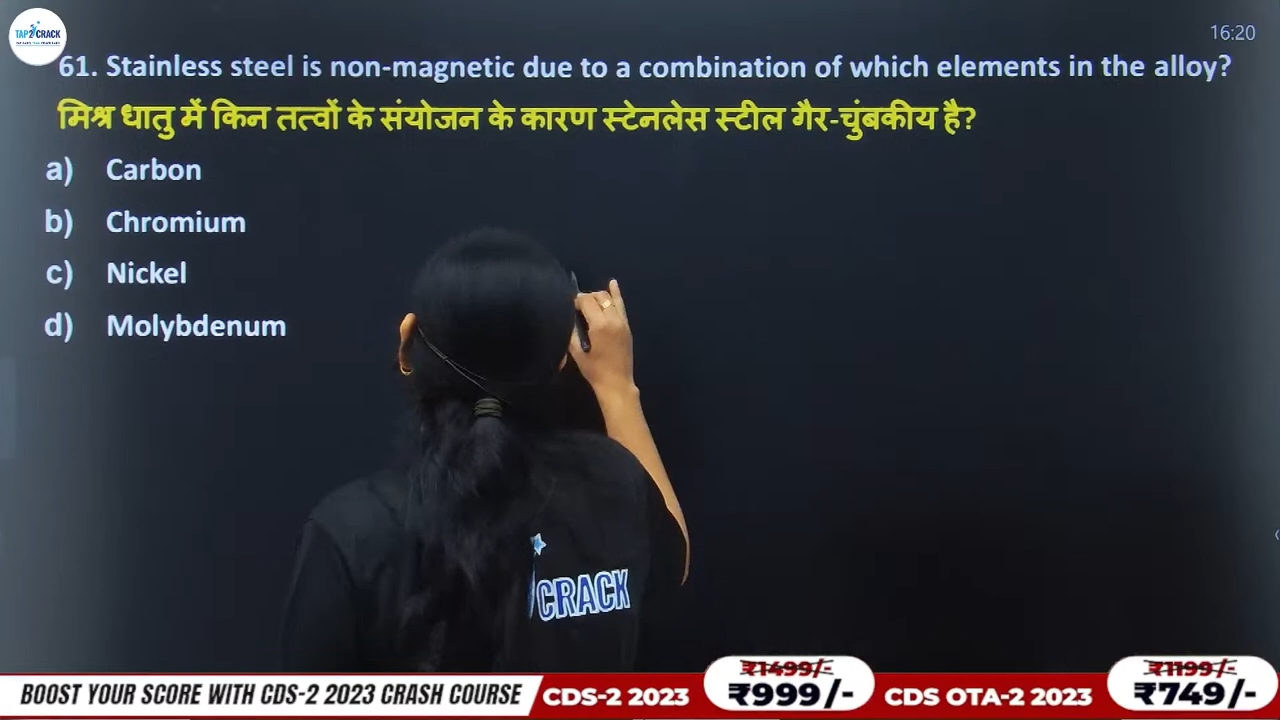 TAP2CRACK
16:20
61. Stainless steel is non-magnetic due to a combination of which elements in the alloy?
मिश्र धातु में किन तत्वों के संयोजन के कारण स्टेनलेस स्टील गैर-चुंबकीय है?
a) Carbon
b) Chromium
c) Nickel
d) Molybdenum
CRACK
BOOST YOUR SCORE WITH CDS-2 2023 CRASH COURSE
CDS-2 2023
₹1499/-
₹999/-
CDS OTA-2 2023
₹1199/-
₹749/-